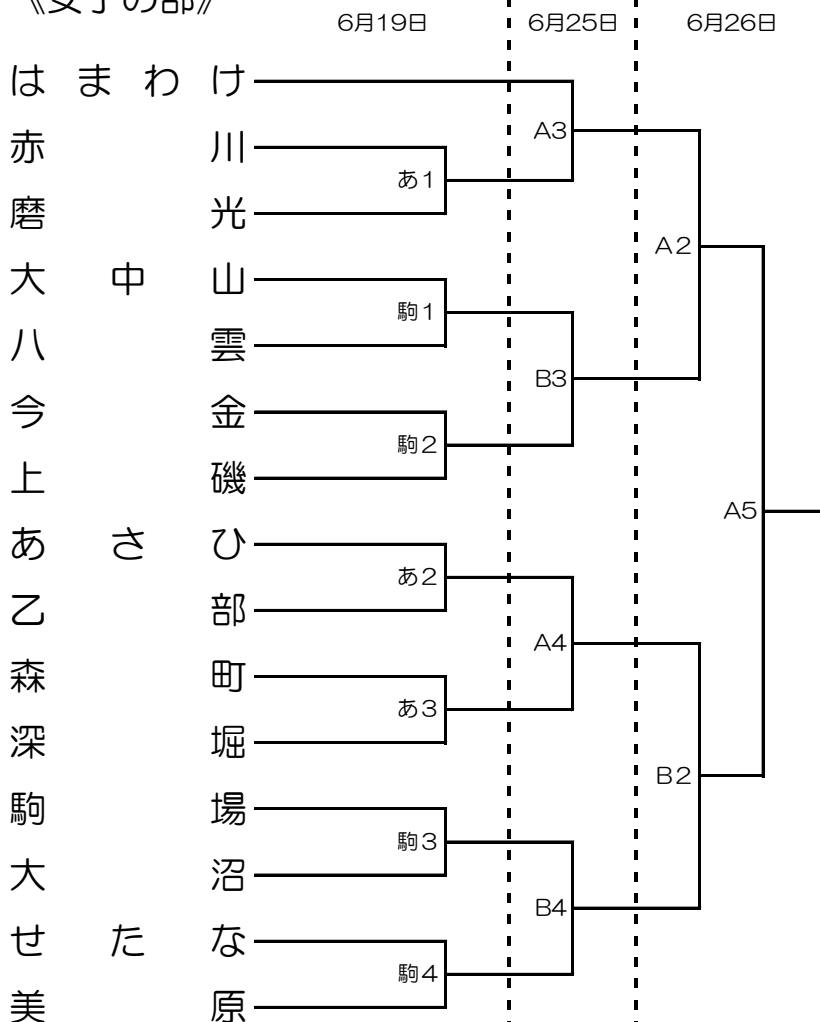 《女子の部》
6月19日 6月25日 6月26日
はまわけ
A3
赤川
あ1
磨光
A2
大中山
駒1
八雲
B3
今金
駒2
上磯
A5
あさひ
あ2
乙部
A4
森町
あ3
深堀
B2
駒場
駒3
大沼
B4
せたな
駒4
美原